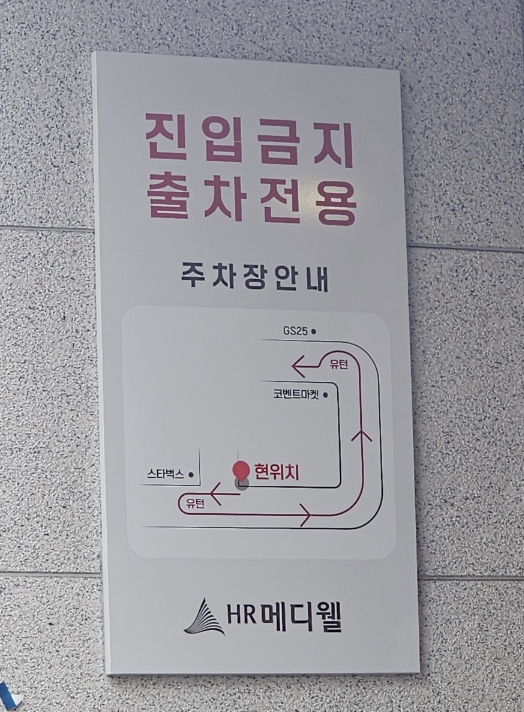 진입금지
출차전용
주차장안내
GS25
유턴
코벤트마켓
스타벅스
현위치
유턴
HR메디웰